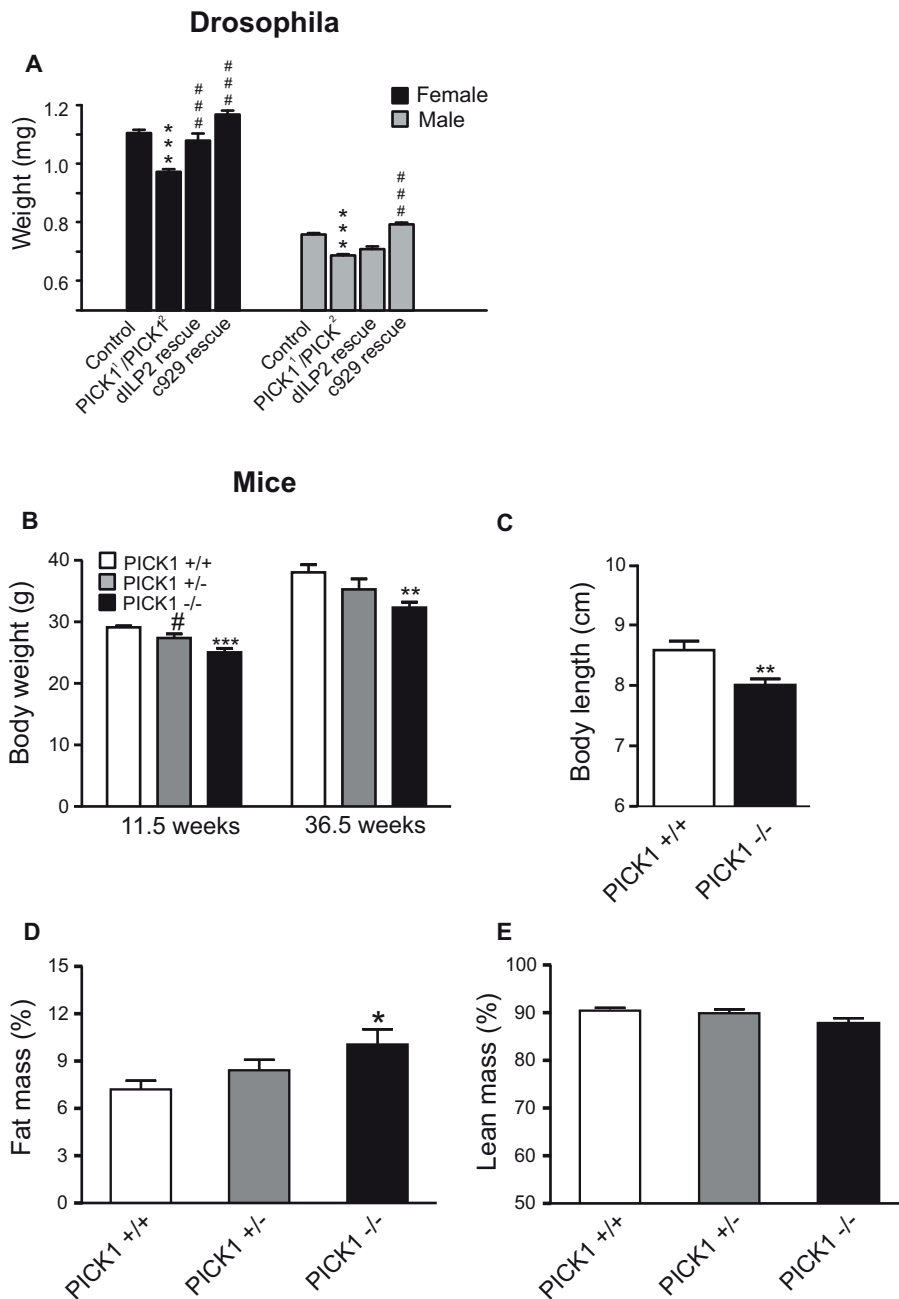 Drosophila
A
Female
Male
Weight (mg)
1.2
1.0
0.8
0.6
***
###
###
***
###
Control
PICK1¹/PICK1²
dILP2 rescue
c929 rescue
Control
PICK1¹/PICK²
dILP2 rescue
c929 rescue
Mice
B
Body weight (g)
40
30
20
10
0
PICK1 +/+
PICK1 +/-
PICK1 -/-
#
***
**
11.5 weeks
36.5 weeks
C
Body length (cm)
10
9
8
7
6
**
PICK1 +/+
PICK1 -/-
D
Fat mass (%)
15
12
9
6
3
0
*
PICK1 +/+
PICK1 +/-
PICK1 -/-
E
Lean mass (%)
100
90
80
70
60
50
PICK1 +/+
PICK1 +/-
PICK1 -/-